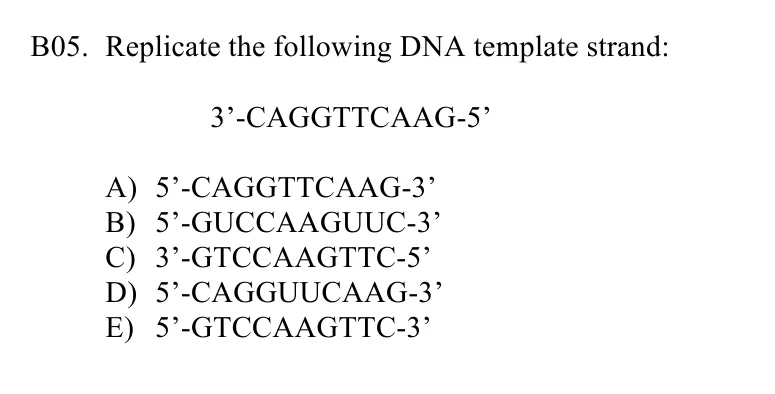 B05. Replicate the following DNA template strand:
3’-CAGGTTCAAG-5’
A) 5’-CAGGTTCAAG-3’
B) 5’-GUCCAAGUUC-3’
C) 3’-GTCCAAGTTC-5’
D) 5’-CAGGUUCAAG-3’
E) 5’-GTCCAAGTTC-3’